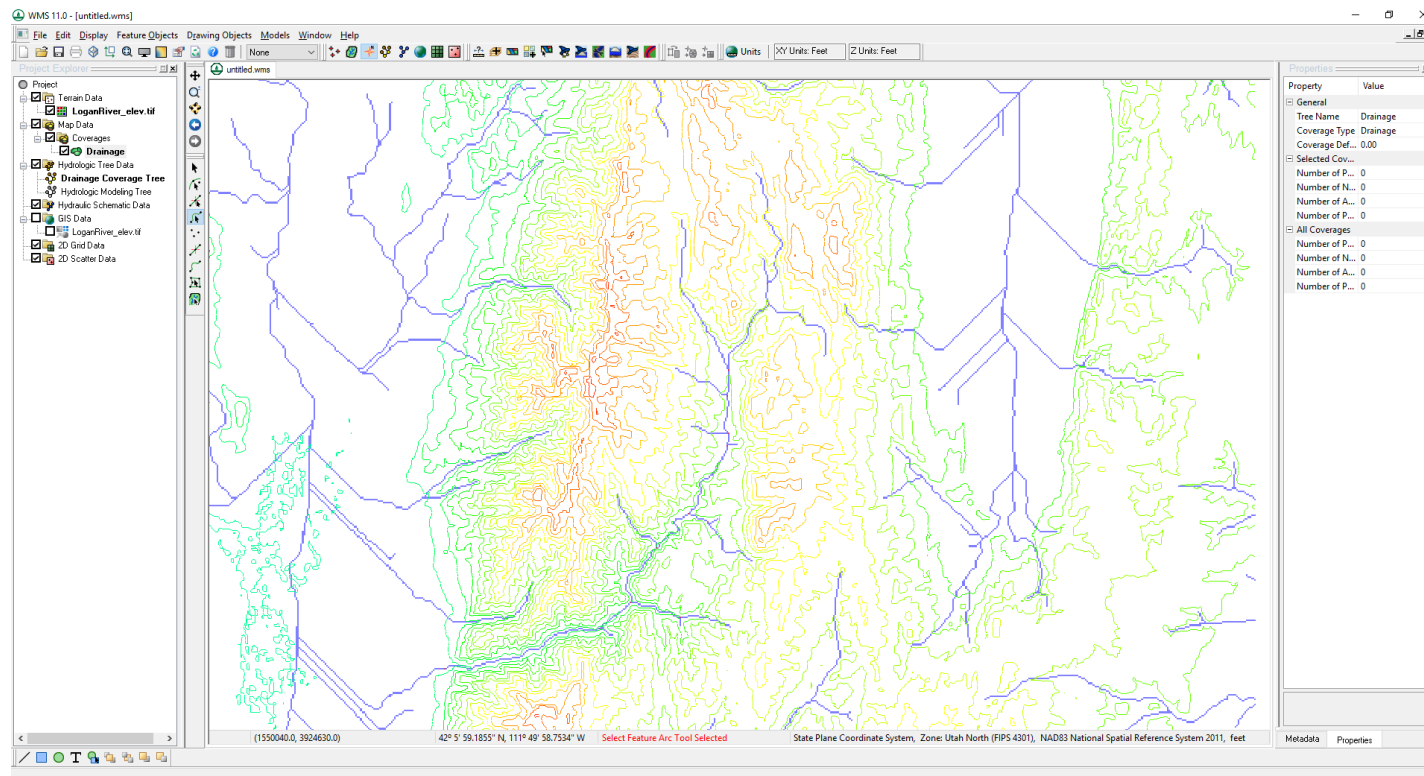 WMS 11.0 - [untitled.wms]
File Edit Display Feature Objects Drawing Objects Models Window Help
None
Units
XY Units: Feet
Z Units: Feet
Project Explorer
Project
Terrain Data
LoganRiver_elev.tif
Map Data
Coverages
Drainage
Hydrologic Tree Data
Drainage Coverage Tree
Hydrologic Modeling Tree
Hydraulic Schematic Data
GIS Data
LoganRiver_elev.tif
2D Grid Data
2D Scatter Data
untitled.wms
Properties
Property Value
General
Tree Name Drainage
Coverage Type Drainage
Coverage Def... 0.00
Selected Cov...
Number of P... 0
Number of N... 0
Number of A... 0
Number of P... 0
All Coverages
Number of P... 0
Number of N... 0
Number of A... 0
Number of P... 0
(1550040.0, 3924630.0) 42° 5' 59.1855" N, 111° 49' 58.7534" W Select Feature Arc Tool Selected State Plane Coordinate System, Zone: Utah North (FIPS 4301), NAD83 National Spatial Reference System 2011, feet
Metadata Properties
T